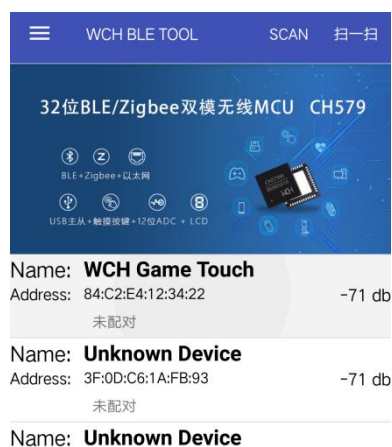 WCH BLE TOOL SCAN 扫一扫
32位BLE/Zigbee双模无线MCU CH579
BLE+Zigbee+以太网
USB主从+触摸按键+12位ADC + LCD
Name: WCH Game Touch
Address: 84:C2:E4:12:34:22 -71 db
未配对
Name: Unknown Device
Address: 3F:0D:C6:1A:FB:93 -71 db
未配对
Name: Unknown Device